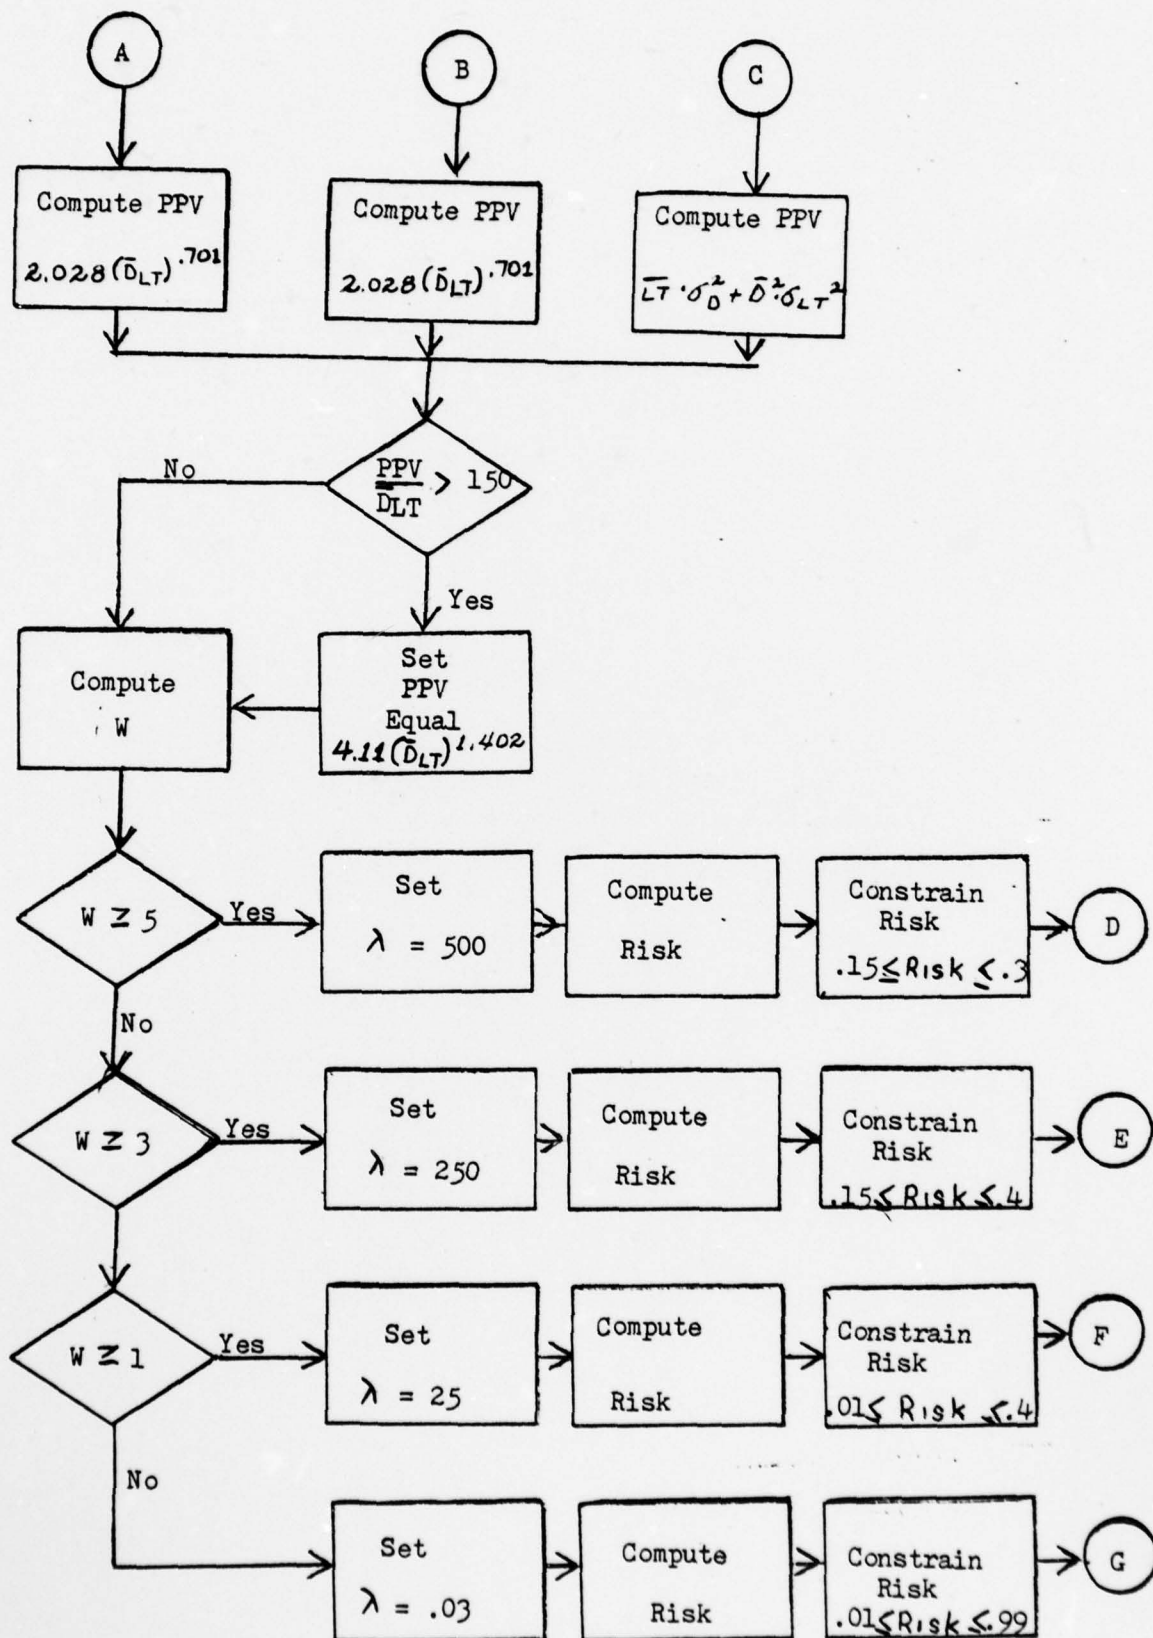 A
B
C
Compute PPV
2.028(D̄LT).701
Compute PPV
2.028(D̄LT).701
Compute PPV
L̄T̄·σD²+D̄²·σLT²
PPV
D̄LT
> 150
No
Yes
Compute
W
Set
PPV
Equal
4.11(D̄LT)1.402
W ≥ 5
Yes
Set
λ = 500
Compute
Risk
Constrain
Risk
.15≤Risk≤.3
D
No
W ≥ 3
Yes
Set
λ = 250
Compute
Risk
Constrain
Risk
.15≤Risk≤.4
E
W ≥ 1
Yes
Set
λ = 25
Compute
Risk
Constrain
Risk
.01≤Risk≤.4
F
No
Set
λ = .03
Compute
Risk
Constrain
Risk
.01≤Risk≤.99
G